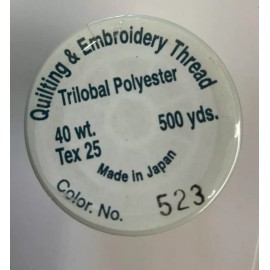 Quilting & Embroidery Thread
Trilobal Polyester
40 wt. 500 yds.
Tex 25
Made in Japan
Color. No. 523